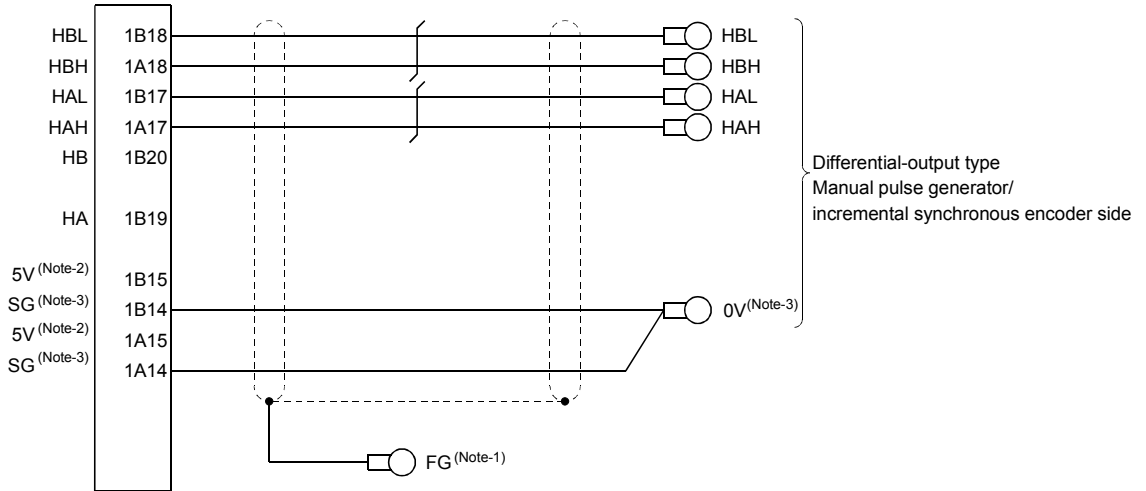 HBL 1B18 HBL
HBH 1A18 HBH
HAL 1B17 HAL
HAH 1A17 HAH
HB 1B20
Differential-output type
Manual pulse generator/
incremental synchronous encoder side
HA 1B19
5V (Note-2) 1B15
SG (Note-3) 1B14 0V(Note-3)
5V (Note-2) 1A15
SG (Note-3) 1A14
FG (Note-1)